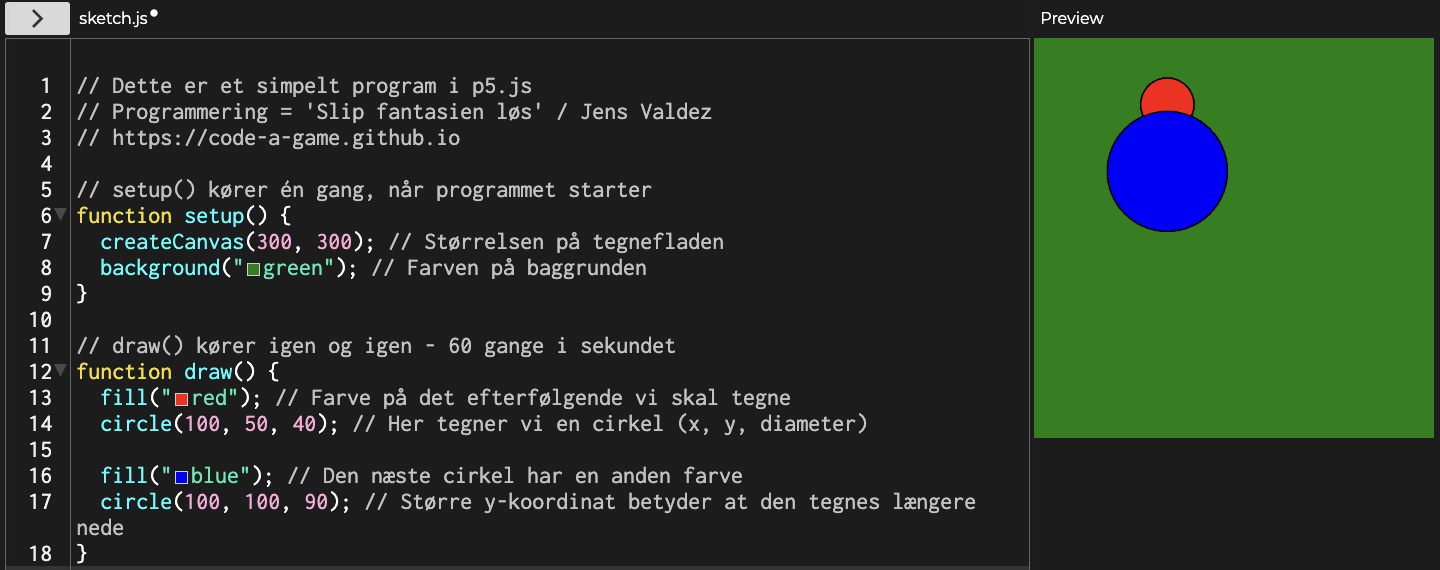 sketch.js
Preview
1 // Dette er et simpelt program i p5.js
2 // Programmering = 'Slip fantasien løs' / Jens Valdez
3 // https://code-a-game.github.io
4
5 // setup() kører én gang, når programmet starter
6 function setup() {
7   createCanvas(300, 300); // Størrelsen på tegnefladen
8   background("green"); // Farven på baggrunden
9 }
10
11 // draw() kører igen og igen - 60 gange i sekundet
12 function draw() {
13   fill("red"); // Farve på det efterfølgende vi skal tegne
14   circle(100, 50, 40); // Her tegner vi en cirkel (x, y, diameter)
15
16   fill("blue"); // Den næste cirkel har en anden farve
17   circle(100, 100, 90); // Større y-koordinat betyder at den tegnes længere
nede
18 }